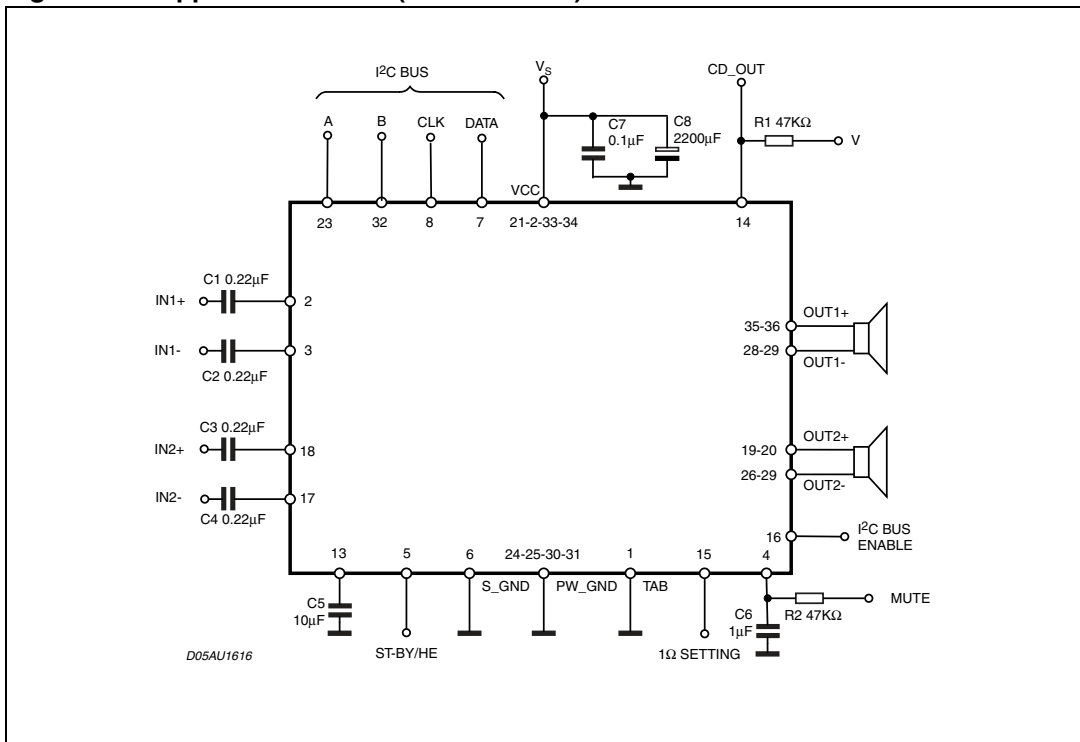 I²C BUS
A B CLK DATA
V_S
CD_OUT
C7
0.1µF
C8
2200µF
R1 47KΩ
V
VCC
23 32 8 7 21-2-33-34 14
C1 0.22µF
IN1+ 2
IN1- 3
C2 0.22µF
C3 0.22µF
IN2+ 18
IN2- 17
C4 0.22µF
35-36 OUT1+
28-29 OUT1-
19-20 OUT2+
26-29 OUT2-
16 I²C BUS
ENABLE
13 5 6 24-25-30-31 1 15 4
S_GND PW_GND TAB
C5
10µF
ST-BY/HE
1Ω SETTING
C6
1µF
R2 47KΩ
MUTE
D05AU1616